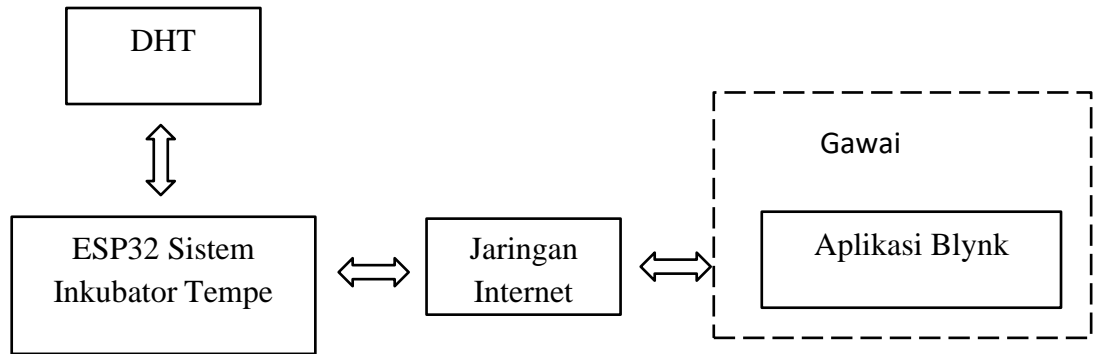 DHT
ESP32 Sistem
Inkubator Tempe
Jaringan
Internet
Gawai
Aplikasi Blynk